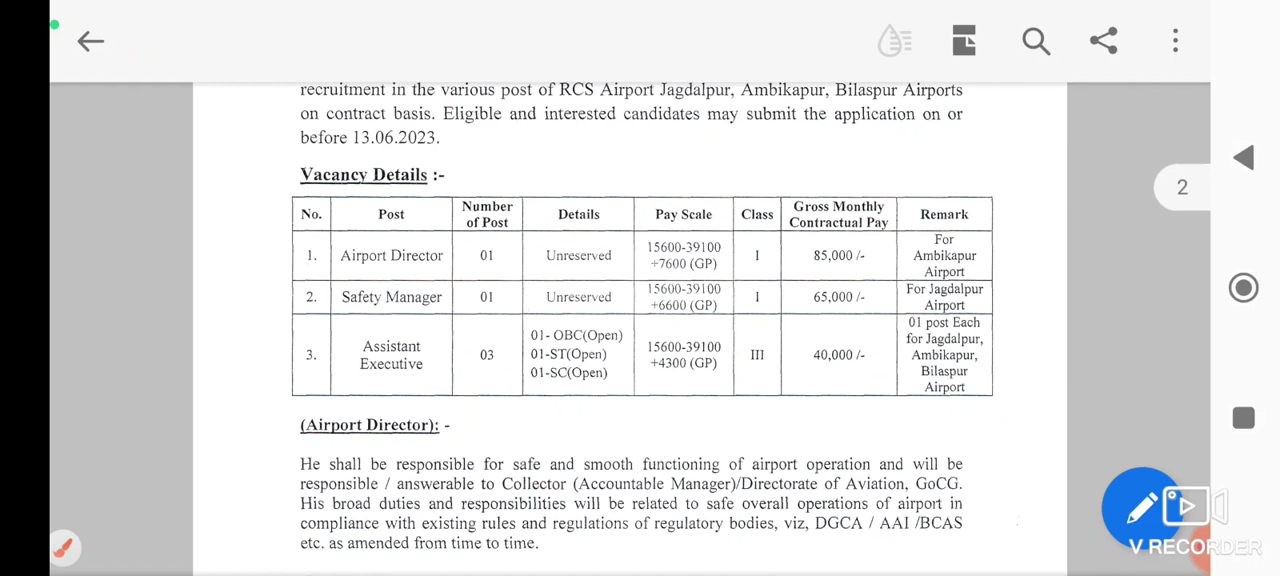 recruitment in the various post of RCS Airport Jagdalpur, Ambikapur, Bilaspur Airports
on contract basis. Eligible and interested candidates may submit the application on or
before 13.06.2023.
2
Vacancy Details :-
No. Post Number of Post Details Pay Scale Class Gross Monthly Contractual Pay Remark
1. Airport Director 01 Unreserved 15600-39100 +7600 (GP) I 85,000 /- For Ambikapur Airport
2. Safety Manager 01 Unreserved 15600-39100 +6600 (GP) I 65,000 /- For Jagdalpur Airport
3. Assistant Executive 03 01- OBC(Open) 01-ST(Open) 01-SC(Open) 15600-39100 +4300 (GP) III 40,000 /- 01 post Each for Jagdalpur, Ambikapur, Bilaspur Airport
(Airport Director): -
He shall be responsible for safe and smooth functioning of airport operation and will be
responsible / answerable to Collector (Accountable Manager)/Directorate of Aviation, GoCG.
His broad duties and responsibilities will be related to safe overall operations of airport in
compliance with existing rules and regulations of regulatory bodies, viz, DGCA / AAI /BCAS
etc. as amended from time to time.
V RECORDER